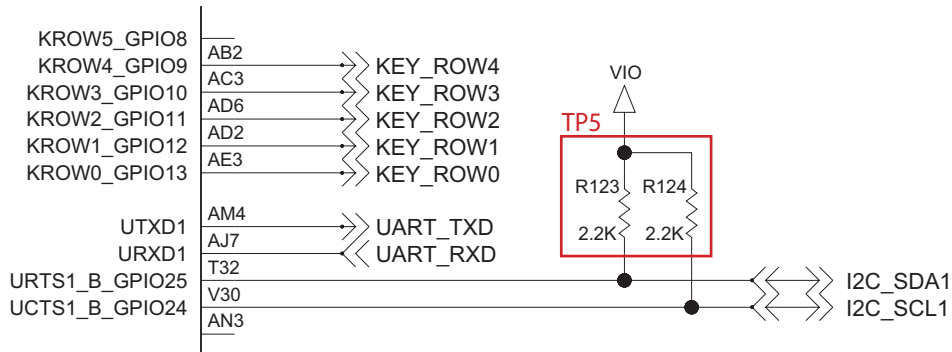 KROW5_GPIO8
AB2
KROW4_GPIO9 KEY_ROW4
AC3
KROW3_GPIO10 KEY_ROW3
AD6
KROW2_GPIO11 KEY_ROW2
AD2
KROW1_GPIO12 KEY_ROW1
AE3
KROW0_GPIO13 KEY_ROW0
VIO
TP5
R123 R124
2.2K 2.2K
AM4
UTXD1 UART_TXD
AJ7
URXD1 UART_RXD
T32
URTS1_B_GPIO25 I2C_SDA1
V30
UCTS1_B_GPIO24 I2C_SCL1
AN3